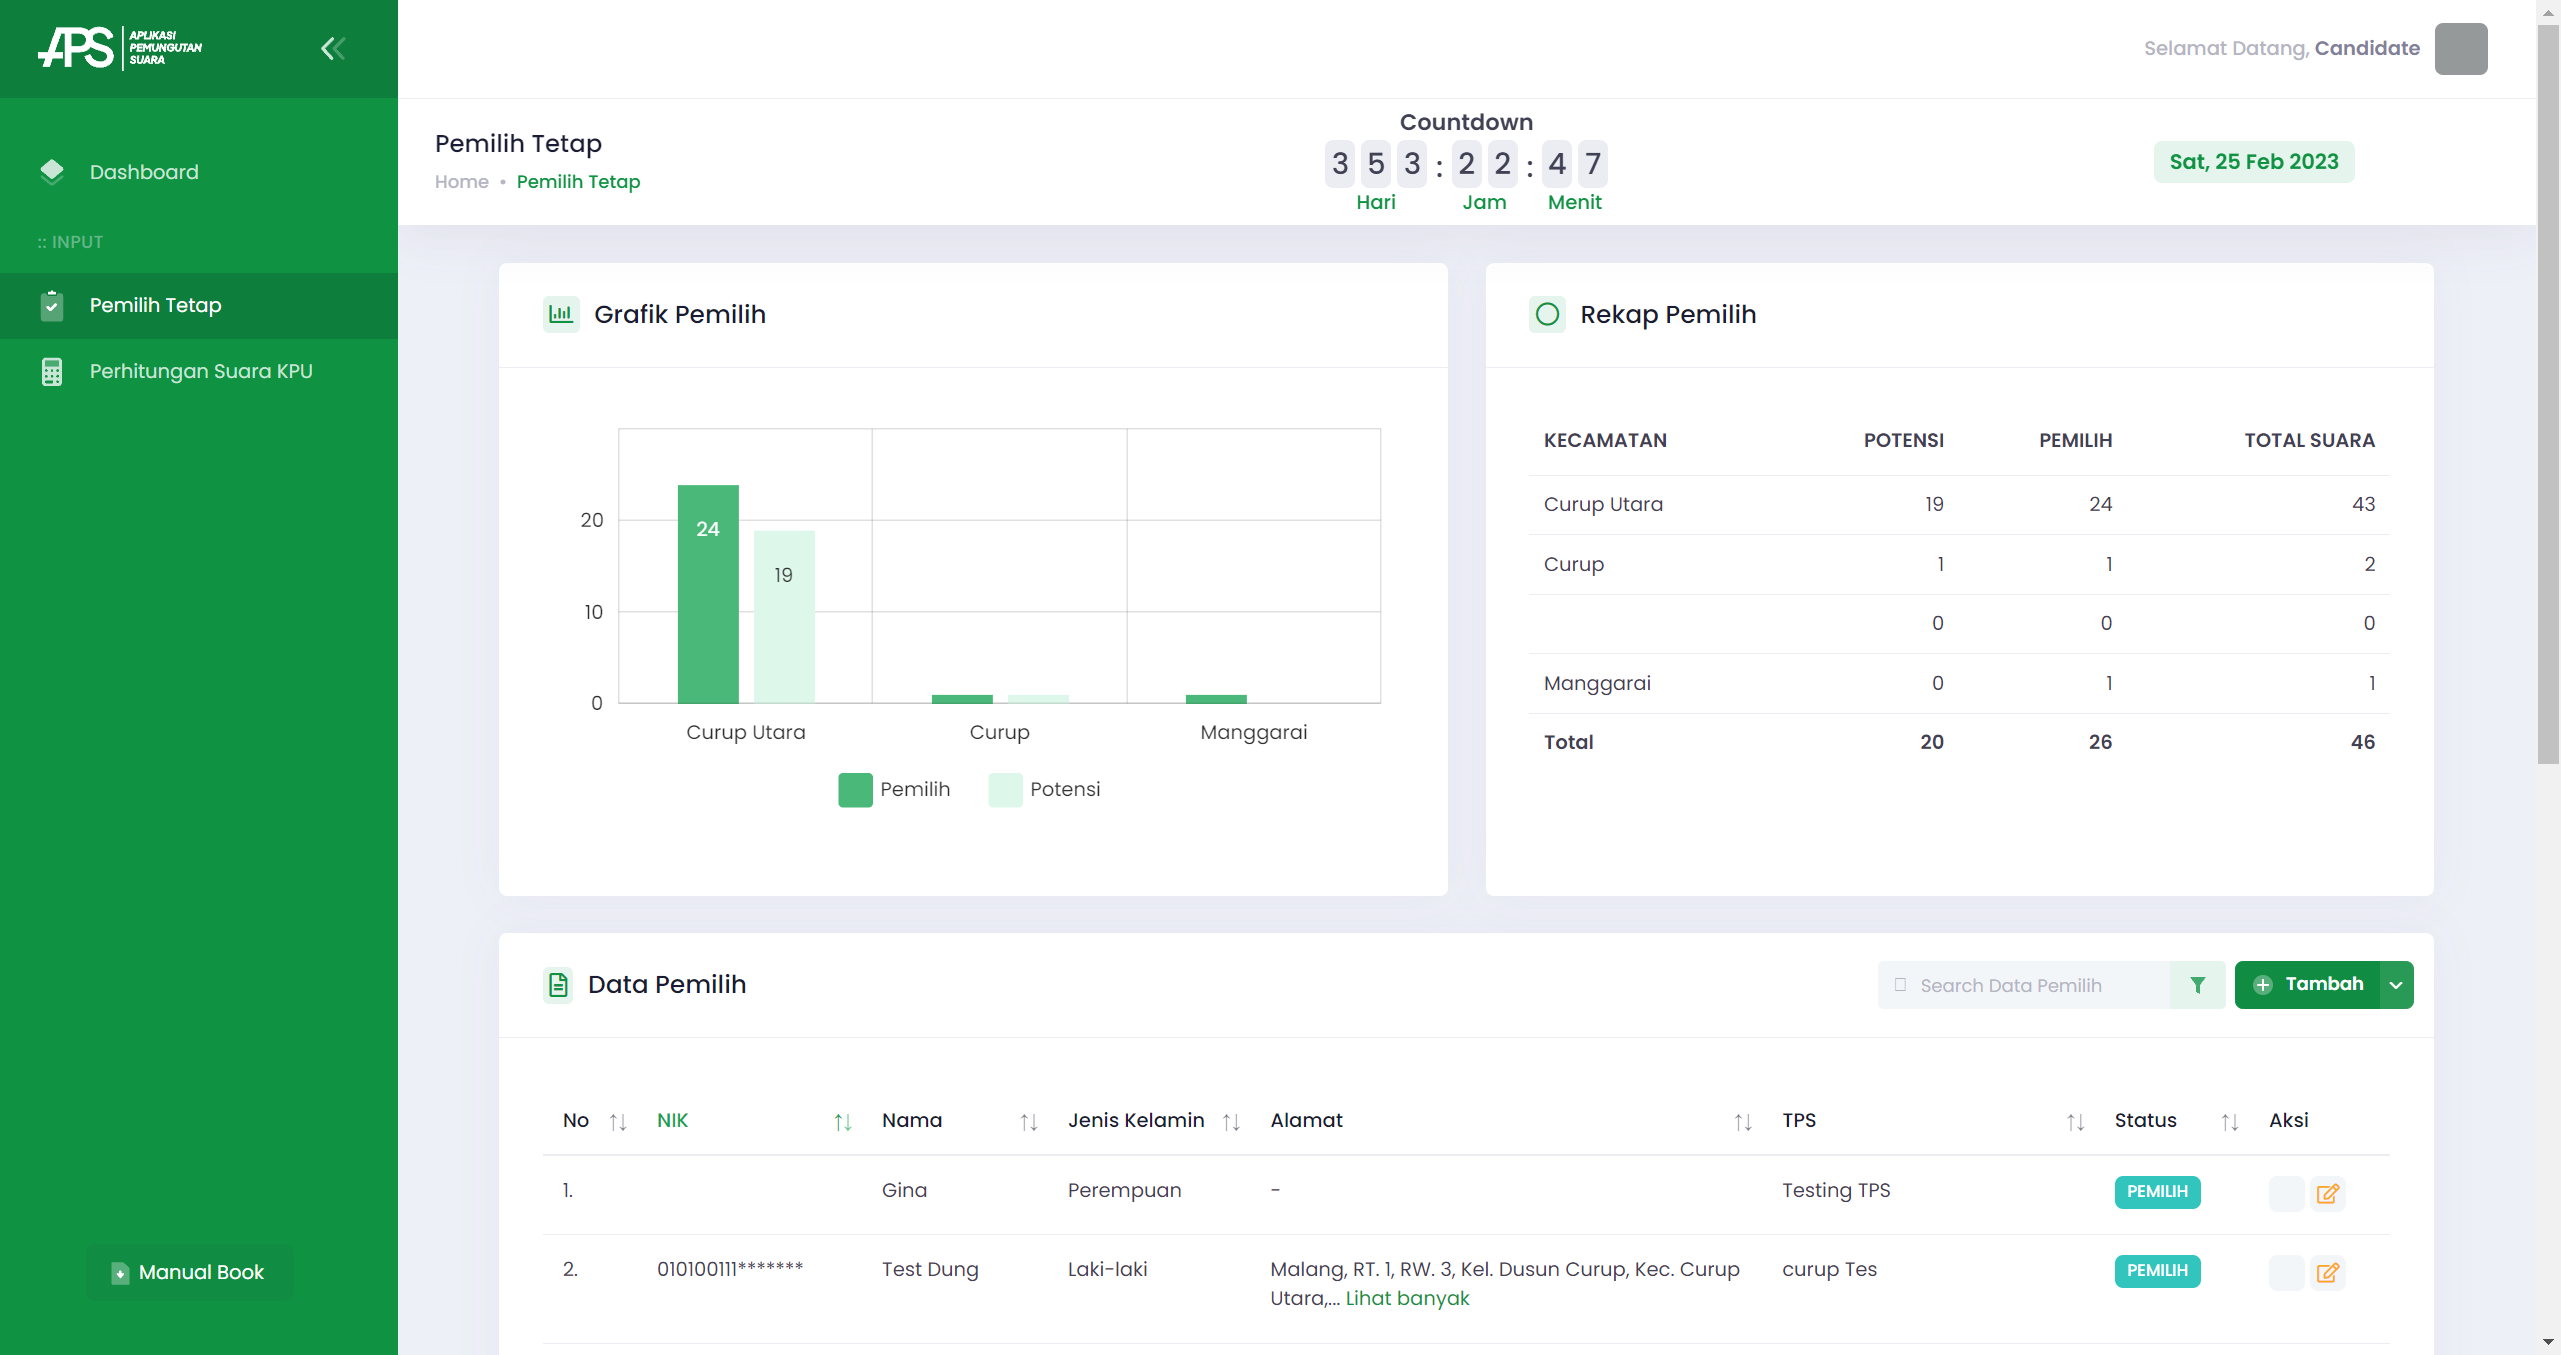 APS
APLIKASI
PEMUNGUTAN
SUARA
Selamat Datang, Candidate
Dashboard
:: INPUT
Pemilih Tetap
Perhitungan Suara KPU
Manual Book
Pemilih Tetap
Home • Pemilih Tetap
Countdown
3 5 3 : 2 2 : 4 7
Hari Jam Menit
Sat, 25 Feb 2023
Grafik Pemilih
20
10
0
24
19
Curup Utara Curup Manggarai
Pemilih Potensi
Rekap Pemilih
KECAMATAN POTENSI PEMILIH TOTAL SUARA
Curup Utara 19 24 43
Curup 1 1 2
0 0 0
Manggarai 0 1 1
Total 20 26 46
Data Pemilih
Search Data Pemilih
Tambah
No NIK Nama Jenis Kelamin Alamat TPS Status Aksi
1. Gina Perempuan - Testing TPS PEMILIH
2. 010100111******* Test Dung Laki-laki Malang, RT. 1, RW. 3, Kel. Dusun Curup, Kec. Curup curup Tes PEMILIH
Utara,... Lihat banyak